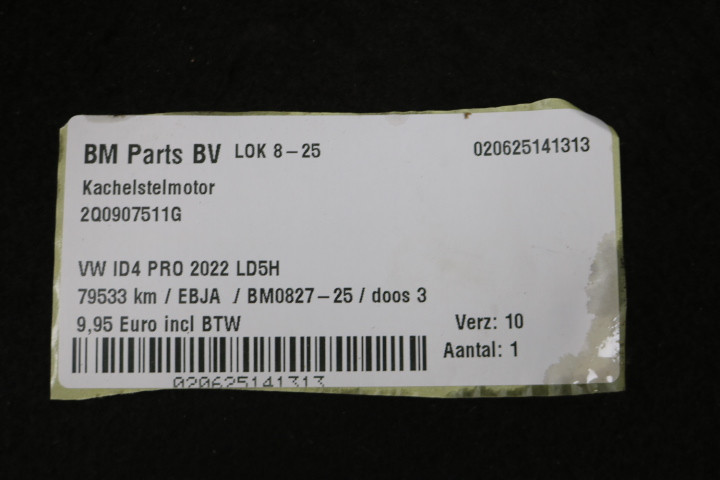 BM Parts BV LOK 8-25 020625141313
Kachelstelmotor
2Q0907511G
VW ID4 PRO 2022 LD5H
79533 km / EBJA / BM0827-25 / doos 3
9,95 Euro incl BTW Verz: 10
Aantal: 1
020625141313